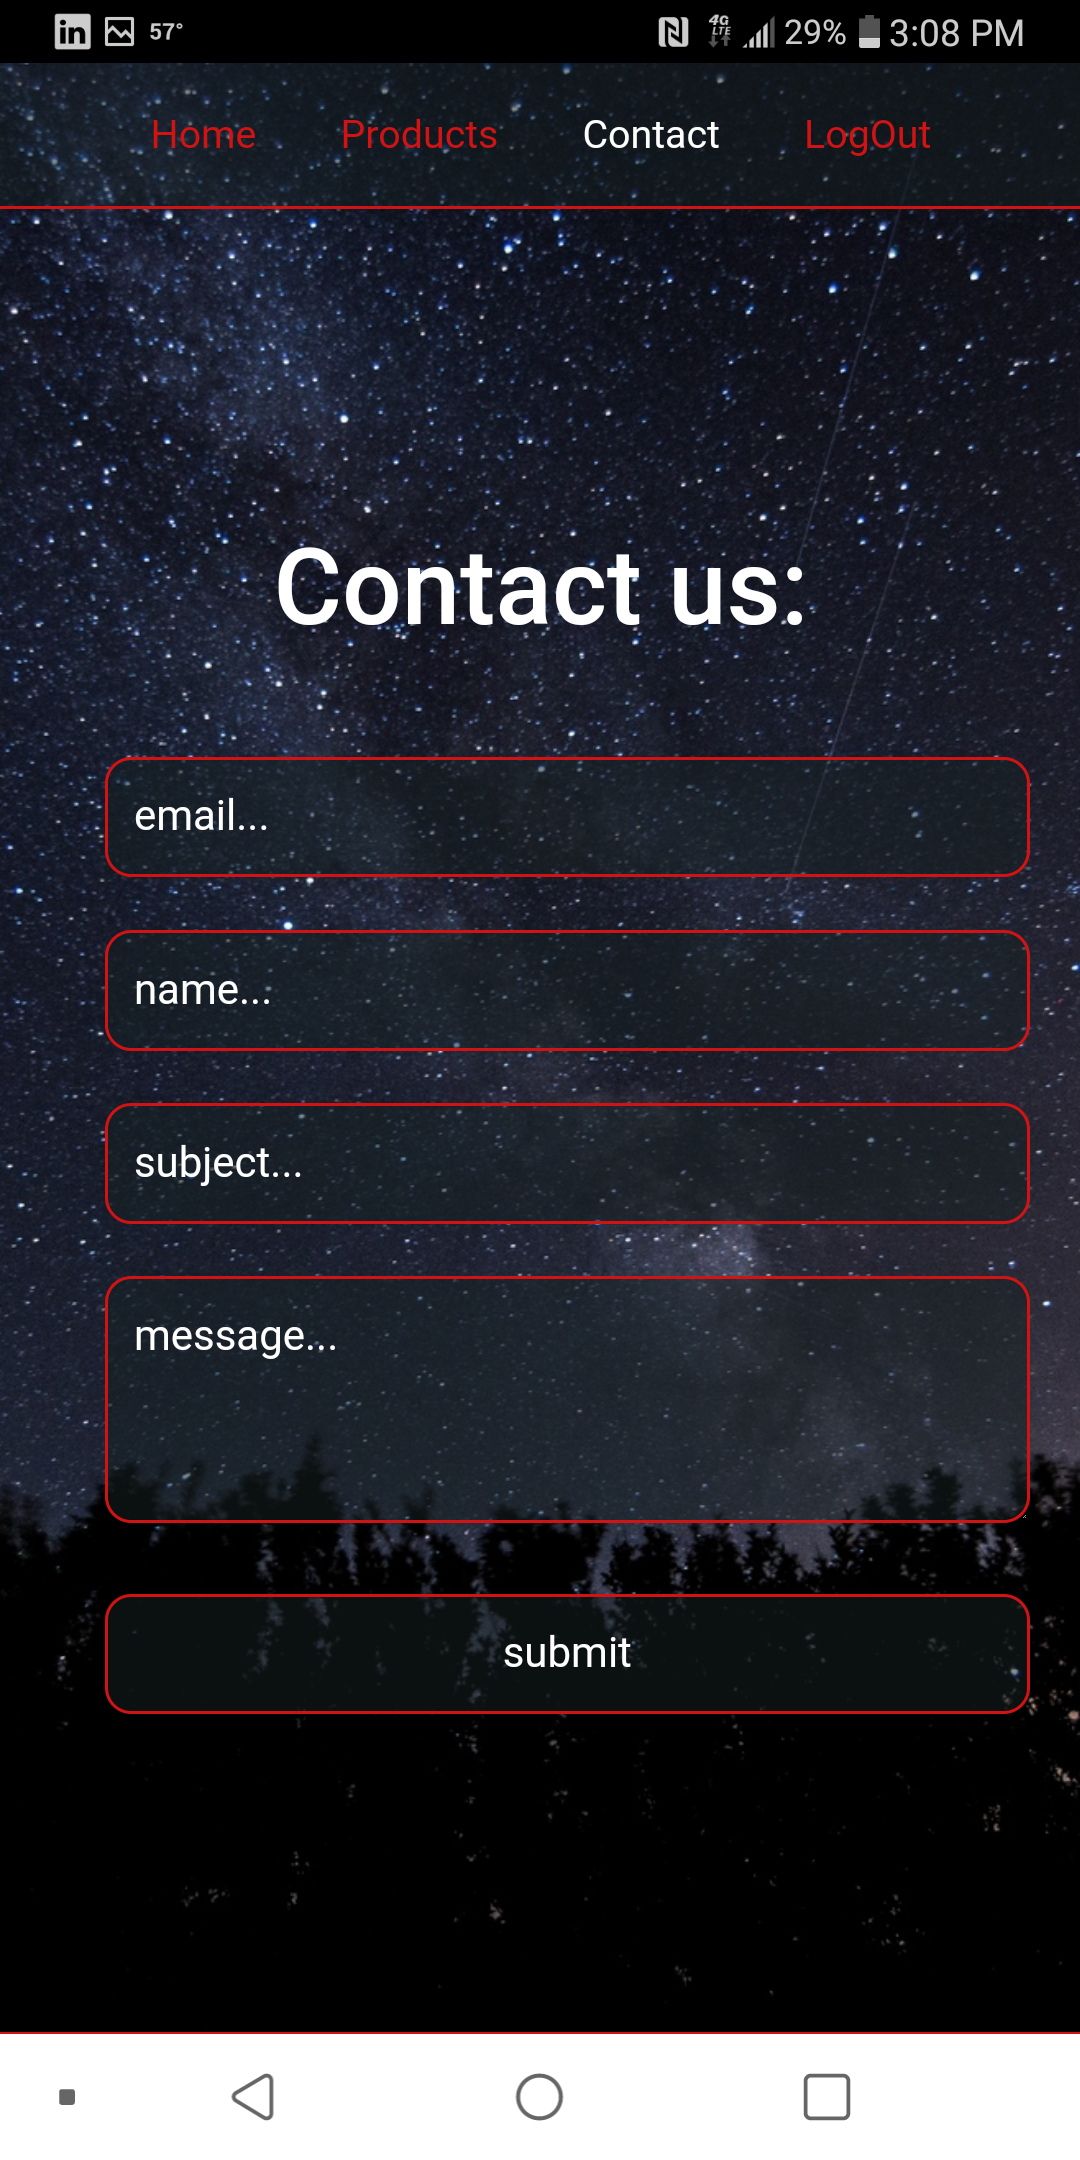 in 57° 4G LTE 29% 3:08 PM
Home Products Contact LogOut
Contact us:
email...
name...
subject...
message...
submit